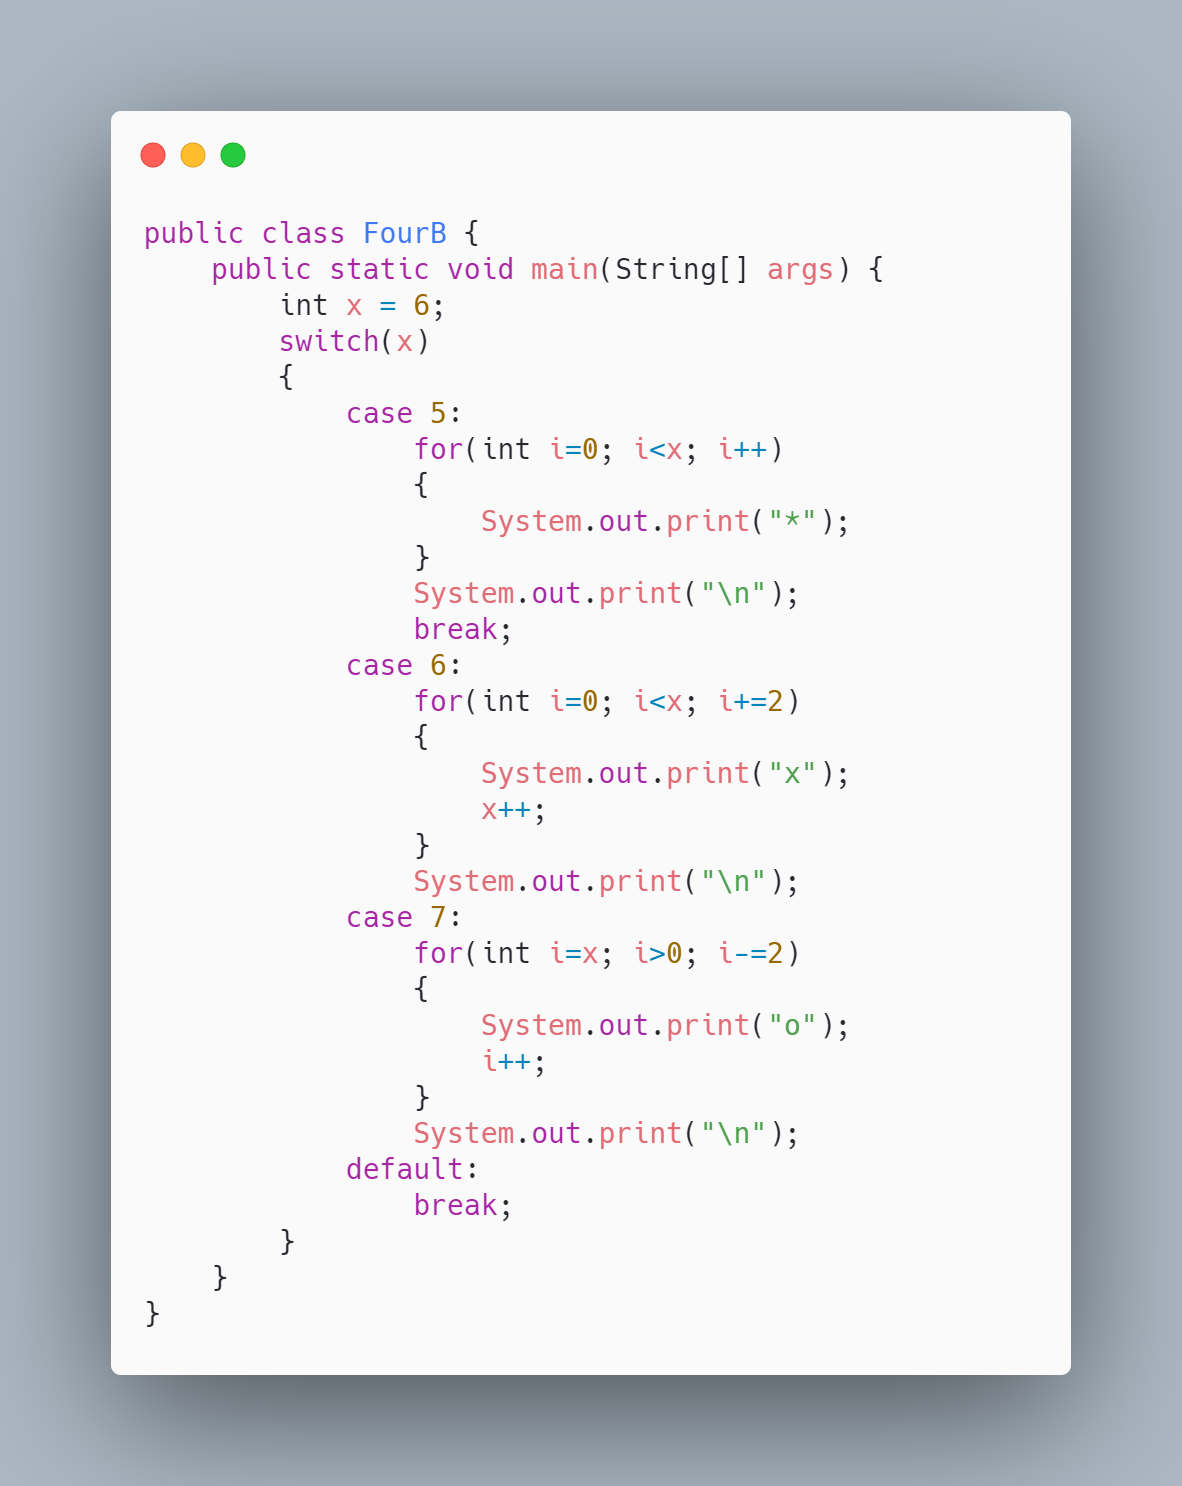 public class FourB {
    public static void main(String[] args) {
        int x = 6;
        switch(x)
        {
            case 5:
                for(int i=0; i<x; i++)
                {
                    System.out.print("*");
                }
                System.out.print("\n");
                break;
            case 6:
                for(int i=0; i<x; i+=2)
                {
                    System.out.print("x");
                    x++;
                }
                System.out.print("\n");
            case 7:
                for(int i=x; i>0; i-=2)
                {
                    System.out.print("o");
                    i++;
                }
                System.out.print("\n");
            default:
                break;
        }
    }
}